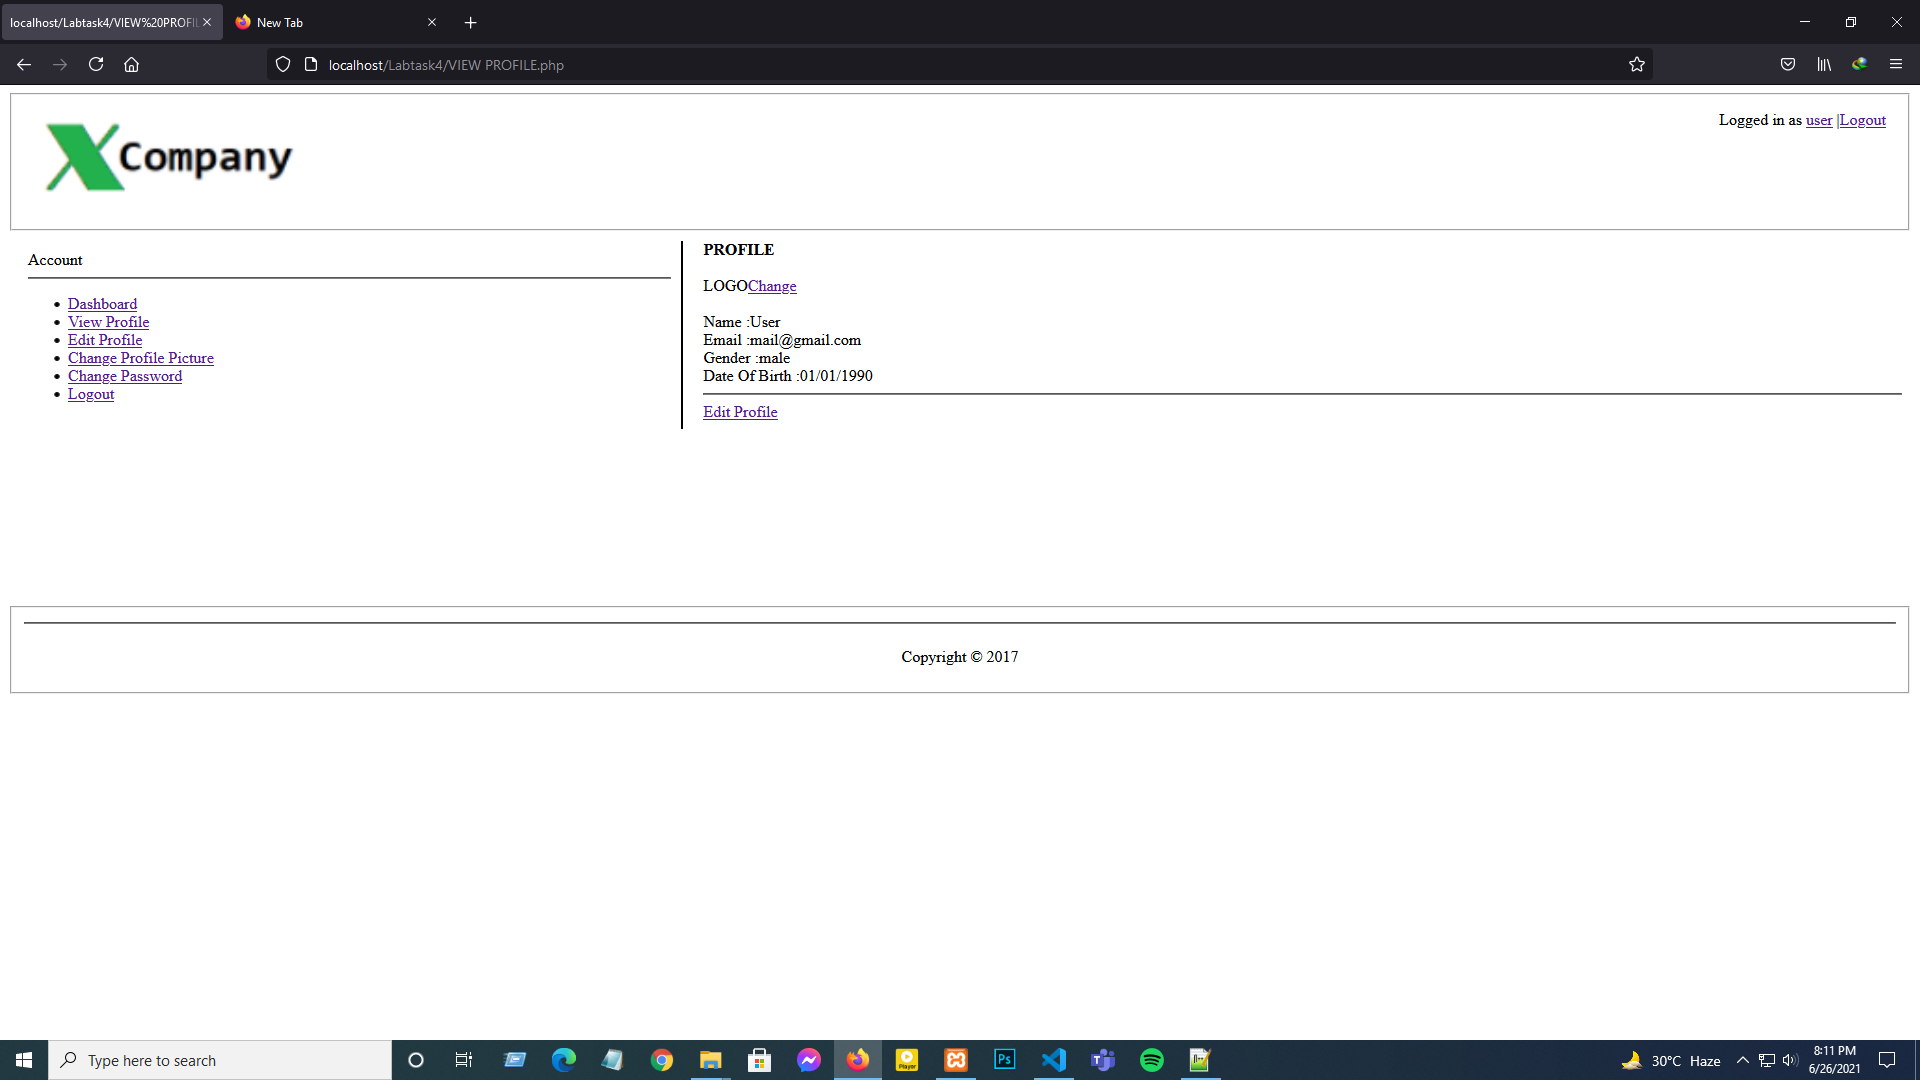 localhost/Labtask4/VIEW%20PROFIL
New Tab
localhost/Labtask4/VIEW PROFILE.php
X Company
Logged in as user |Logout
Account
Dashboard
View Profile
Edit Profile
Change Profile Picture
Change Password
Logout
PROFILE
LOGOChange
Name :User
Email :mail@gmail.com
Gender :male
Date Of Birth :01/01/1990
Edit Profile
Copyright © 2017
Type here to search
Player
Ps
30°C Haze
8:11 PM
6/26/2021